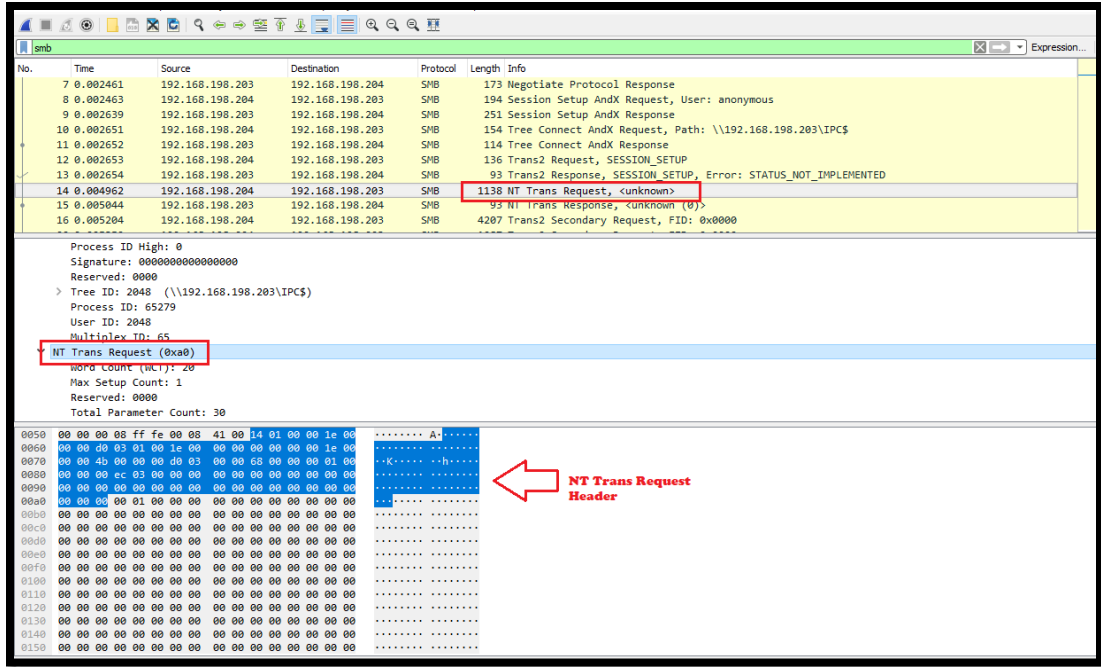 smb
Expression...
No. Time Source Destination Protocol Length Info
7 0.002461 192.168.198.203 192.168.198.204 SMB 173 Negotiate Protocol Response
8 0.002463 192.168.198.204 192.168.198.203 SMB 194 Session Setup AndX Request, User: anonymous
9 0.002639 192.168.198.203 192.168.198.204 SMB 251 Session Setup AndX Response
10 0.002651 192.168.198.204 192.168.198.203 SMB 154 Tree Connect AndX Request, Path: \\192.168.198.203\IPC$
11 0.002652 192.168.198.203 192.168.198.204 SMB 114 Tree Connect AndX Response
12 0.002653 192.168.198.204 192.168.198.203 SMB 136 Trans2 Request, SESSION_SETUP
13 0.002654 192.168.198.203 192.168.198.204 SMB 93 Trans2 Response, SESSION_SETUP, Error: STATUS_NOT_IMPLEMENTED
14 0.004962 192.168.198.204 192.168.198.203 SMB 1138 NT Trans Request, <unknown>
15 0.005044 192.168.198.203 192.168.198.204 SMB 93 NT Trans Response, <unknown (0)>
16 0.005204 192.168.198.204 192.168.198.203 SMB 4207 Trans2 Secondary Request, FID: 0x0000
Process ID High: 0
Signature: 0000000000000000
Reserved: 0000
> Tree ID: 2048 (\\192.168.198.203\IPC$)
Process ID: 65279
User ID: 2048
Multiplex ID: 65
NT Trans Request (0xa0)
Word Count (WCT): 20
Max Setup Count: 1
Reserved: 0000
Total Parameter Count: 30
0050 00 00 00 08 ff fe 00 08 41 00 14 01 00 00 1e 00 ········ A·······
0060 00 00 d0 03 01 00 1e 00 00 00 00 00 00 00 1e 00 ········ ········
0070 00 00 4b 00 00 00 d0 03 00 00 68 00 00 00 01 00 ··K····· ··h·····
0080 00 00 00 ec 03 00 00 00 00 00 00 00 00 00 00 00 ········ ········
0090 00 00 00 00 00 00 00 00 00 00 00 00 00 00 00 00 ········ ········
00a0 00 00 00 00 01 00 00 00 00 00 00 00 00 00 00 00 ········ ········
00b0 00 00 00 00 00 00 00 00 00 00 00 00 00 00 00 00 ········ ········
00c0 00 00 00 00 00 00 00 00 00 00 00 00 00 00 00 00 ········ ········
00d0 00 00 00 00 00 00 00 00 00 00 00 00 00 00 00 00 ········ ········
00e0 00 00 00 00 00 00 00 00 00 00 00 00 00 00 00 00 ········ ········
00f0 00 00 00 00 00 00 00 00 00 00 00 00 00 00 00 00 ········ ········
0100 00 00 00 00 00 00 00 00 00 00 00 00 00 00 00 00 ········ ········
0110 00 00 00 00 00 00 00 00 00 00 00 00 00 00 00 00 ········ ········
0120 00 00 00 00 00 00 00 00 00 00 00 00 00 00 00 00 ········ ········
0130 00 00 00 00 00 00 00 00 00 00 00 00 00 00 00 00 ········ ········
0140 00 00 00 00 00 00 00 00 00 00 00 00 00 00 00 00 ········ ········
0150 00 00 00 00 00 00 00 00 00 00 00 00 00 00 00 00 ········ ········
NT Trans Request
Header